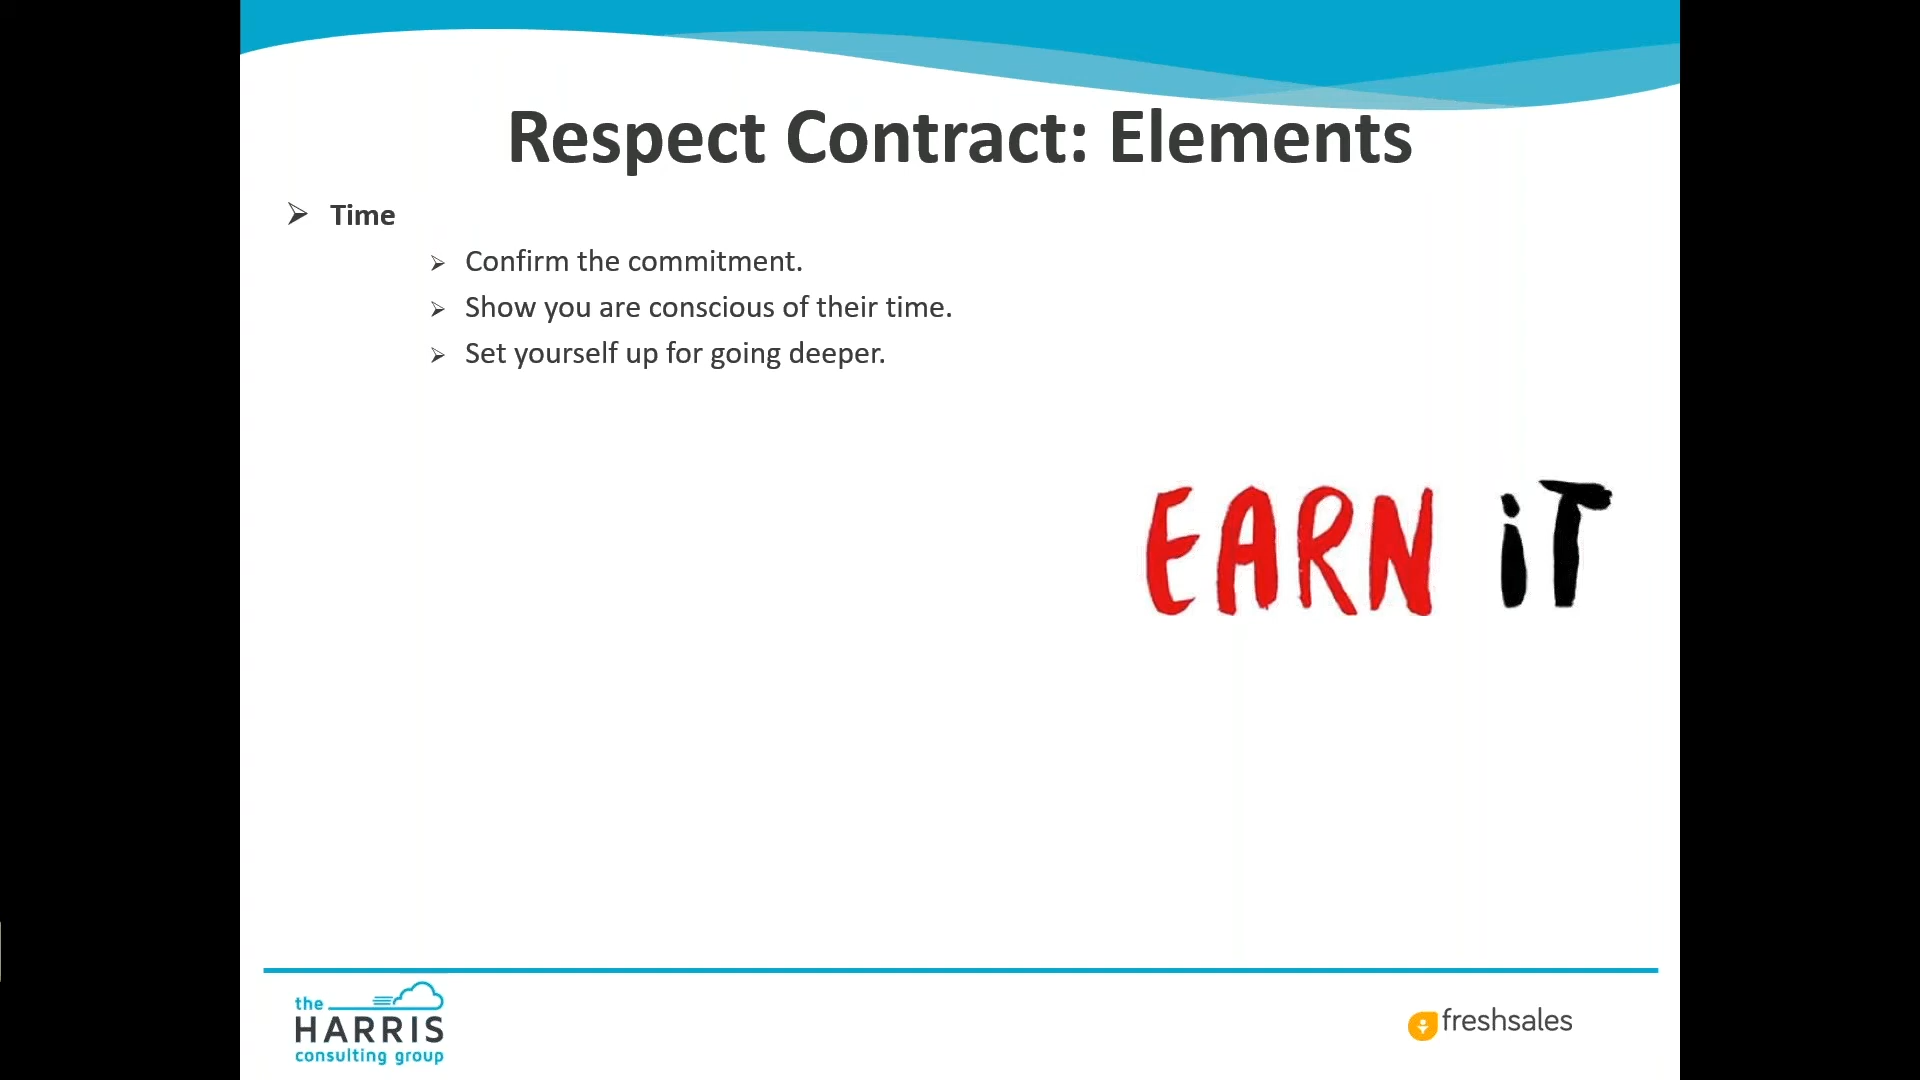 Respect Contract: Elements
Time
Confirm the commitment.
Show you are conscious of their time.
Set yourself up for going deeper.
EARN iT
the
HARRIS
consulting group
freshsales